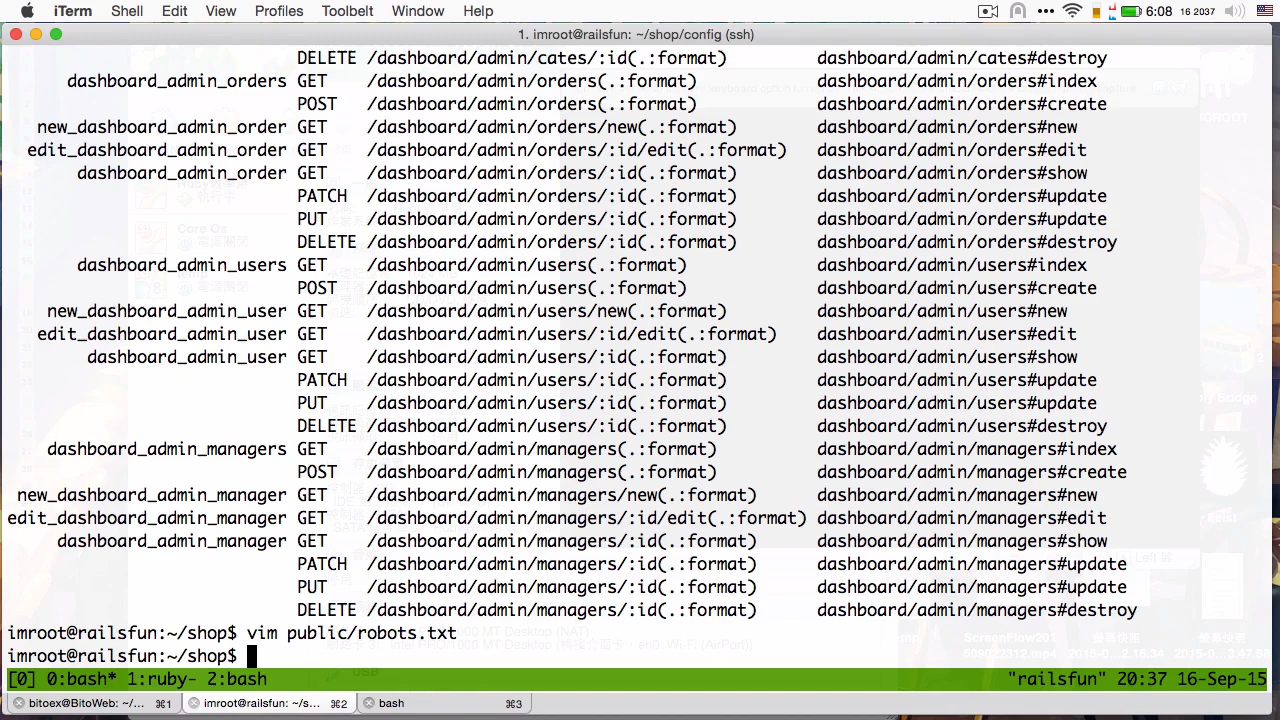 iTerm Shell Edit View Profiles Toolbelt Window Help 6:08 16 2037
1. imroot@railsfun: ~/shop/config (ssh)
DELETE /dashboard/admin/cates/:id(.:format) dashboard/admin/cates#destroy
dashboard_admin_orders GET /dashboard/admin/orders(.:format) dashboard/admin/orders#index
POST /dashboard/admin/orders(.:format) dashboard/admin/orders#create
new_dashboard_admin_order GET /dashboard/admin/orders/new(.:format) dashboard/admin/orders#new
edit_dashboard_admin_order GET /dashboard/admin/orders/:id/edit(.:format) dashboard/admin/orders#edit
dashboard_admin_order GET /dashboard/admin/orders/:id(.:format) dashboard/admin/orders#show
PATCH /dashboard/admin/orders/:id(.:format) dashboard/admin/orders#update
PUT /dashboard/admin/orders/:id(.:format) dashboard/admin/orders#update
DELETE /dashboard/admin/orders/:id(.:format) dashboard/admin/orders#destroy
dashboard_admin_users GET /dashboard/admin/users(.:format) dashboard/admin/users#index
POST /dashboard/admin/users(.:format) dashboard/admin/users#create
new_dashboard_admin_user GET /dashboard/admin/users/new(.:format) dashboard/admin/users#new
edit_dashboard_admin_user GET /dashboard/admin/users/:id/edit(.:format) dashboard/admin/users#edit
dashboard_admin_user GET /dashboard/admin/users/:id(.:format) dashboard/admin/users#show
PATCH /dashboard/admin/users/:id(.:format) dashboard/admin/users#update
PUT /dashboard/admin/users/:id(.:format) dashboard/admin/users#update
DELETE /dashboard/admin/users/:id(.:format) dashboard/admin/users#destroy
dashboard_admin_managers GET /dashboard/admin/managers(.:format) dashboard/admin/managers#index
POST /dashboard/admin/managers(.:format) dashboard/admin/managers#create
new_dashboard_admin_manager GET /dashboard/admin/managers/new(.:format) dashboard/admin/managers#new
edit_dashboard_admin_manager GET /dashboard/admin/managers/:id/edit(.:format) dashboard/admin/managers#edit
dashboard_admin_manager GET /dashboard/admin/managers/:id(.:format) dashboard/admin/managers#show
PATCH /dashboard/admin/managers/:id(.:format) dashboard/admin/managers#update
PUT /dashboard/admin/managers/:id(.:format) dashboard/admin/managers#update
DELETE /dashboard/admin/managers/:id(.:format) dashboard/admin/managers#destroy
imroot@railsfun:~/shop$ vim public/robots.txt
imroot@railsfun:~/shop$
[0] 0:bash* 1:ruby- 2:bash "railsfun" 20:37 16-Sep-15
bitoex@BitoWeb: ~/... ⌘1 imroot@railsfun: ~/s... ⌘2 bash ⌘3